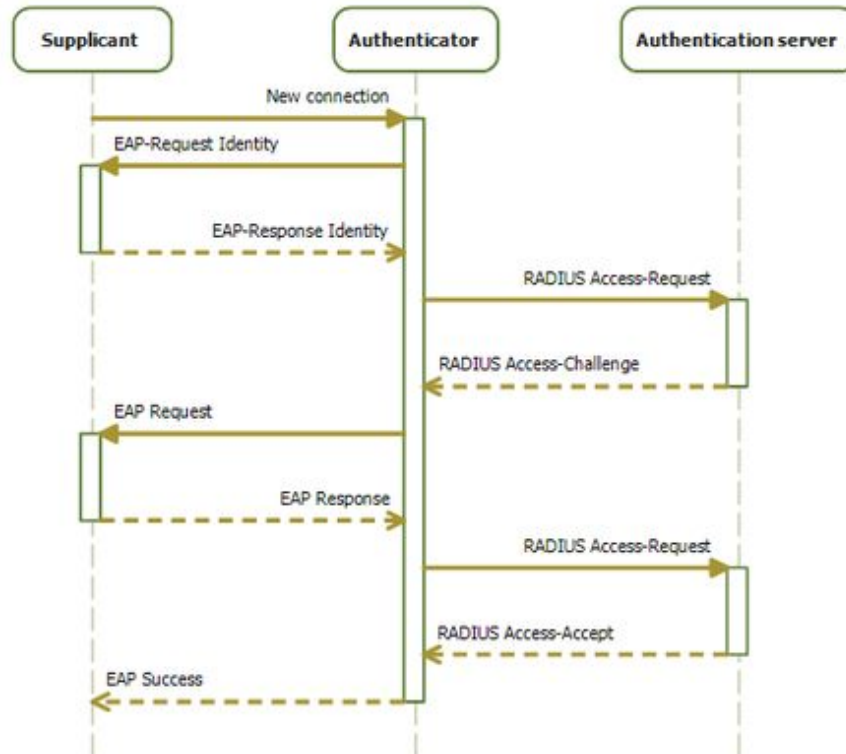 Supplicant
Authenticator
Authentication server
New connection
EAP-Request Identity
EAP-Response Identity
RADIUS Access-Request
RADIUS Access-Challenge
EAP Request
EAP Response
RADIUS Access-Request
RADIUS Access-Accept
EAP Success